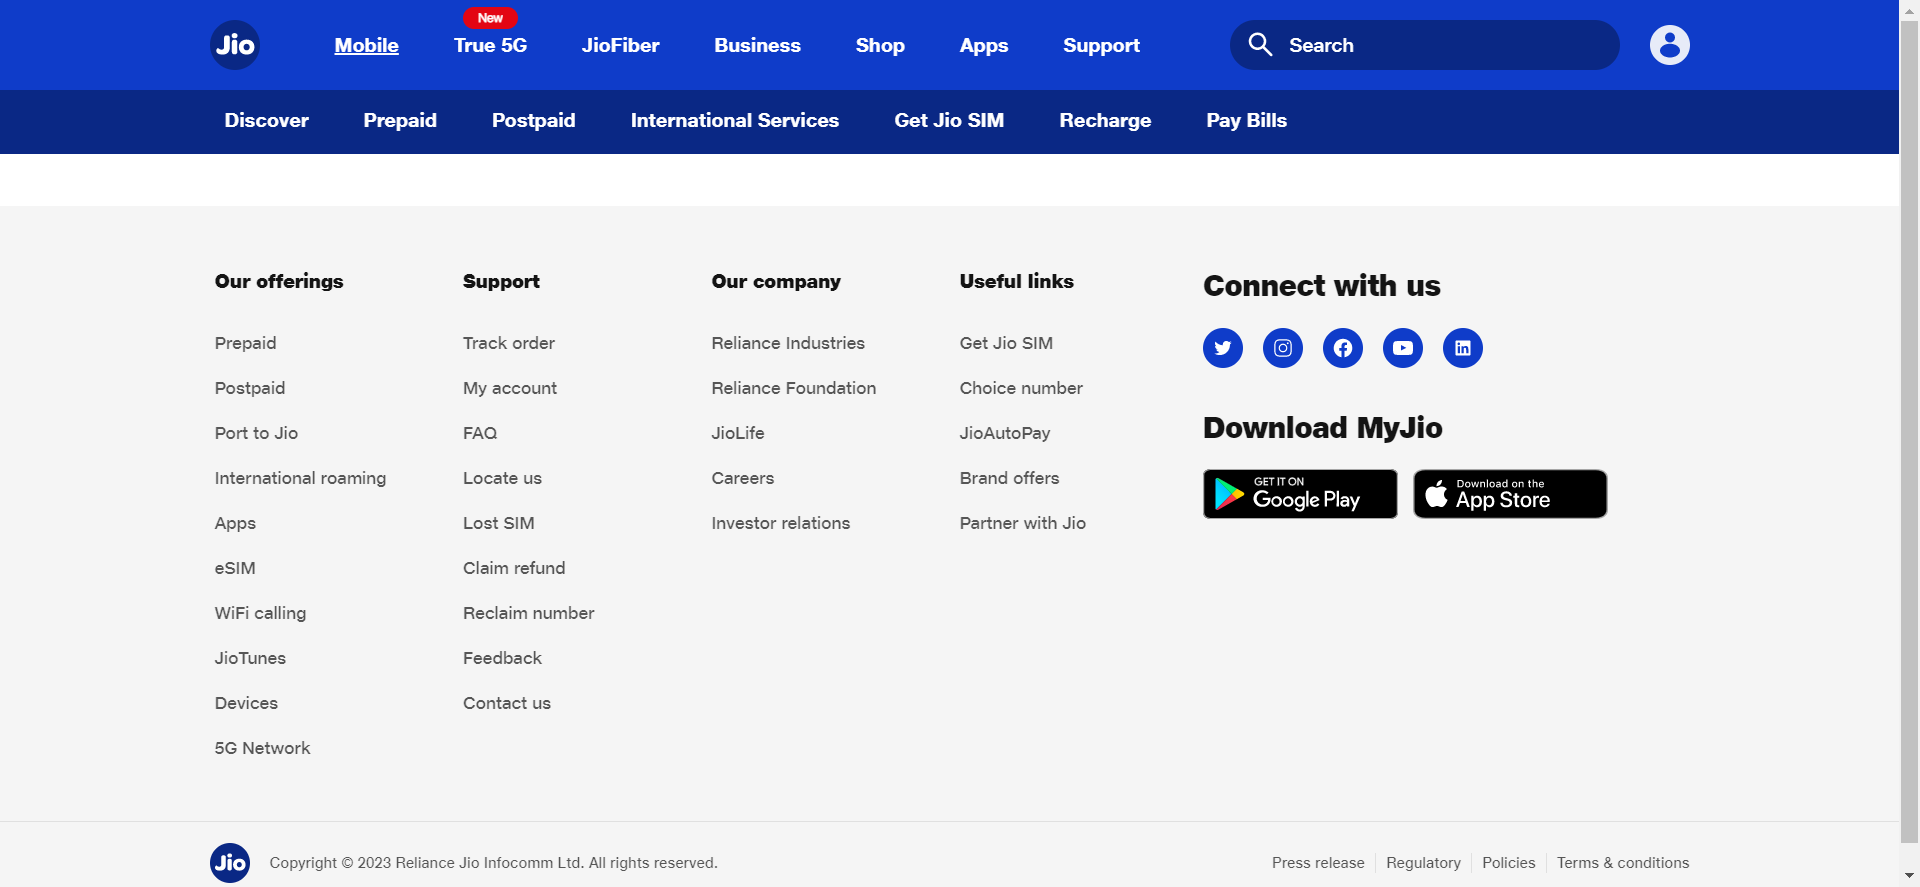 New
Jio Mobile True 5G JioFiber Business Shop Apps Support Search
Discover Prepaid Postpaid International Services Get Jio SIM Recharge Pay Bills
Our offerings
Prepaid
Postpaid
Port to Jio
International roaming
Apps
eSIM
WiFi calling
JioTunes
Devices
5G Network
Support
Track order
My account
FAQ
Locate us
Lost SIM
Claim refund
Reclaim number
Feedback
Contact us
Our company
Reliance Industries
Reliance Foundation
JioLife
Careers
Investor relations
Useful links
Get Jio SIM
Choice number
JioAutoPay
Brand offers
Partner with Jio
Connect with us
Download MyJio
GET IT ON
Google Play
Download on the
App Store
Jio Copyright © 2023 Reliance Jio Infocomm Ltd. All rights reserved.
Press release Regulatory Policies Terms & conditions